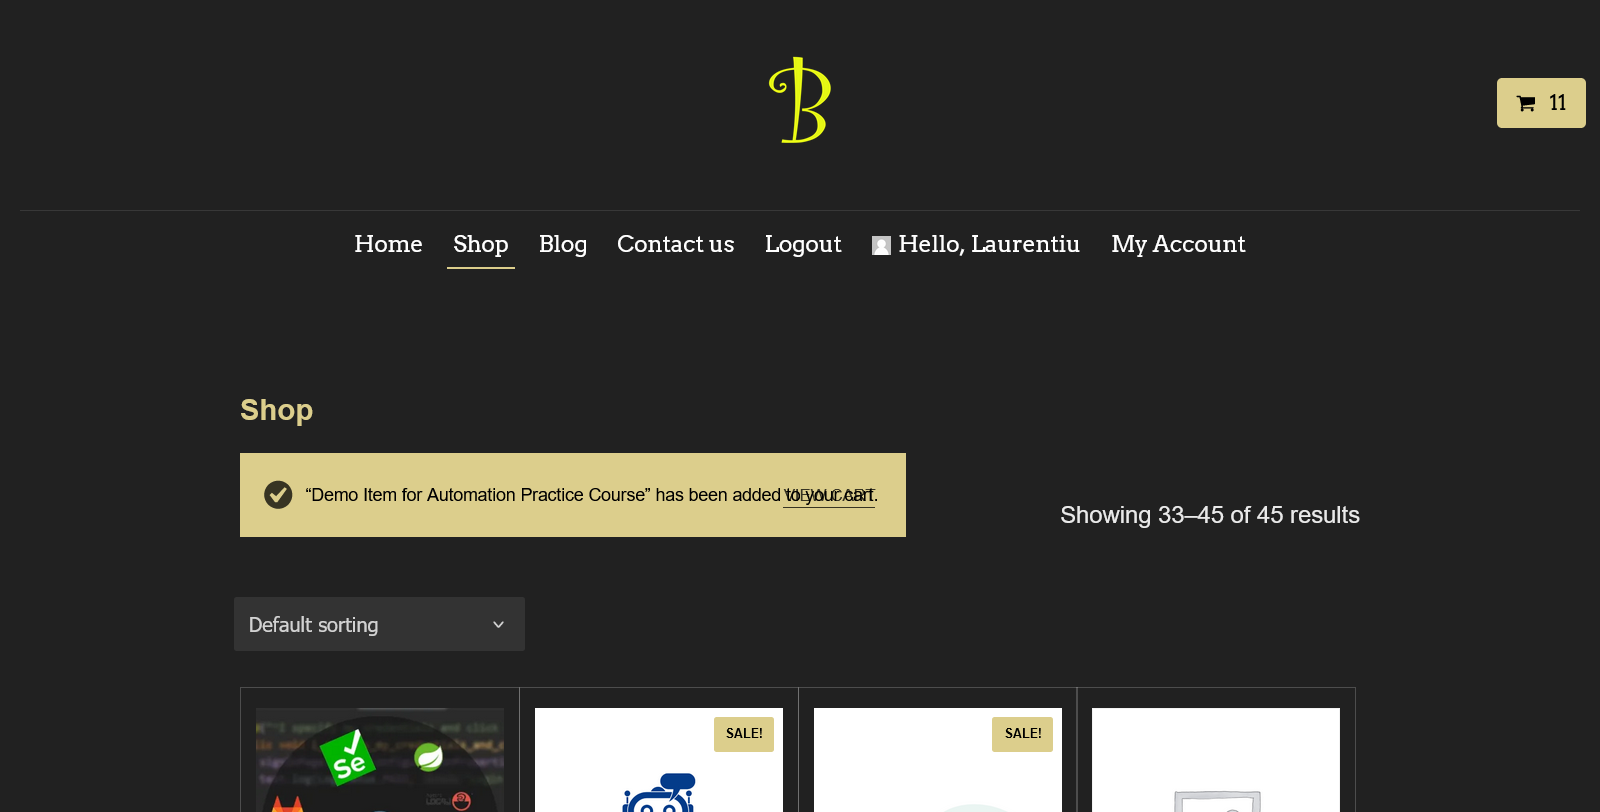 B
11
Home Shop Blog Contact us Logout Hello, Laurentiu My Account
Shop
“Demo Item for Automation Practice Course” has been added to your cart.
VIEW CART
Showing 33–45 of 45 results
Default sorting
Se
SALE!
SALE!